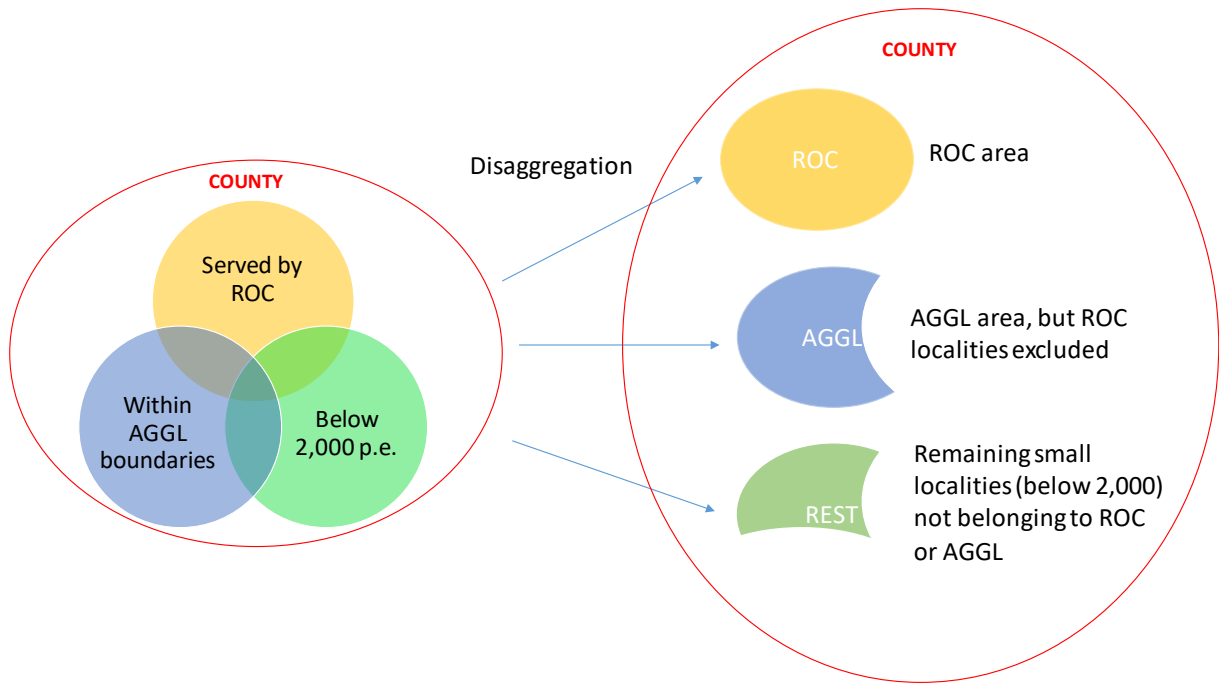 COUNTY
Served by
ROC
Within
AGGL
boundaries
Below
2,000 p.e.
Disaggregation
COUNTY
ROC
ROC area
AGGL
AGGL area, but ROC
localities excluded
REST
Remaining small
localities (below 2,000)
not belonging to ROC
or AGGL